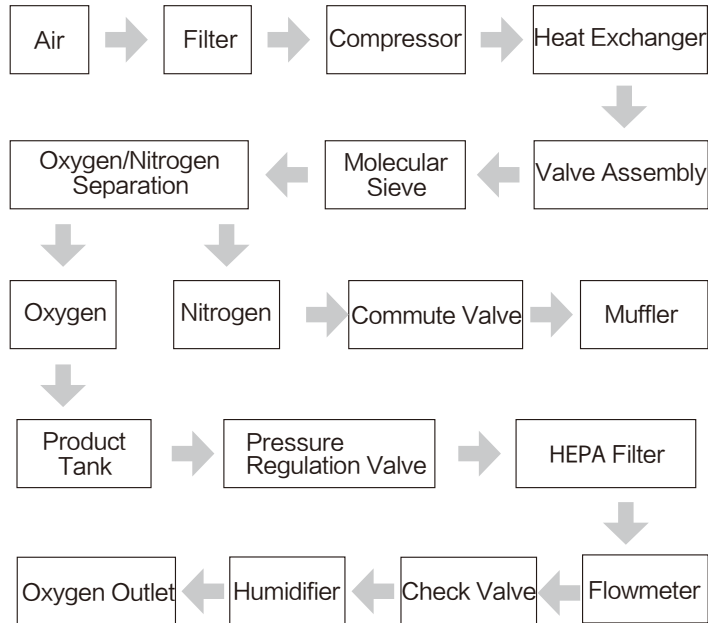 Air
Filter
Compressor
Heat Exchanger
Oxygen/Nitrogen
Separation
Molecular
Sieve
Valve Assembly
Oxygen
Nitrogen
Commute Valve
Muffler
Product
Tank
Pressure
Regulation Valve
HEPA Filter
Oxygen Outlet
Humidifier
Check Valve
Flowmeter